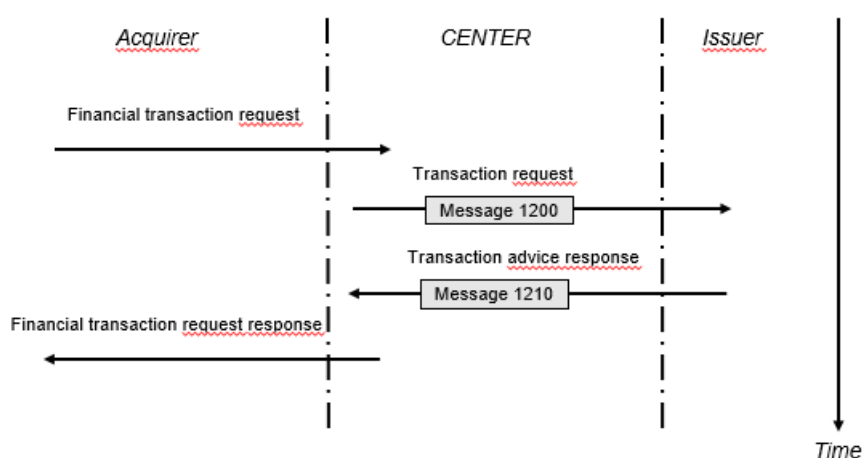 Acquirer
CENTER
Issuer
Financial transaction request
Transaction request
Message 1200
Transaction advice response
Message 1210
Financial transaction request response
Time